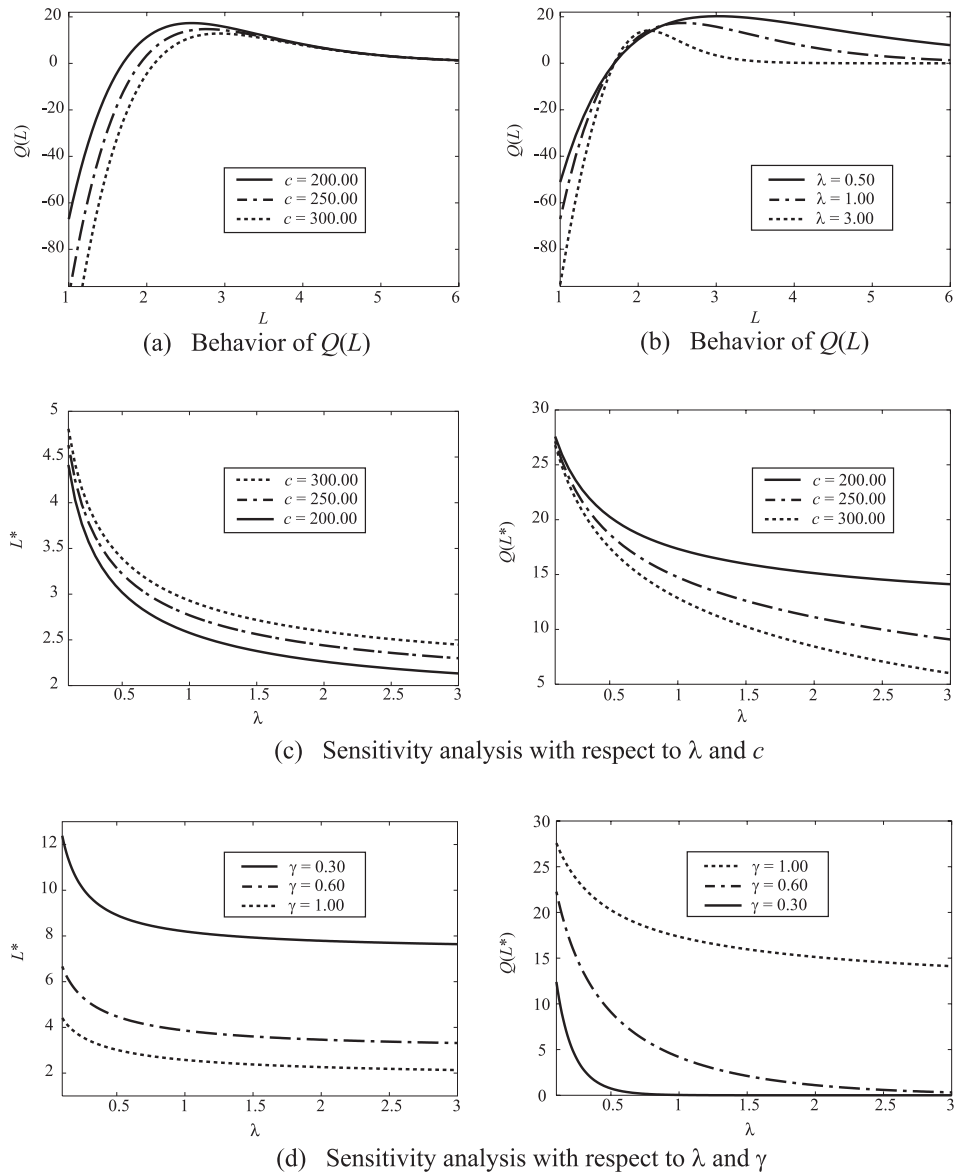 20
0
-20
-40
-60
-80
Q(L)
c = 200.00
c = 250.00
c = 300.00
1 2 3 4 5 6
L
(a) Behavior of Q(L)
20
0
-20
-40
-60
-80
Q(L)
λ = 0.50
λ = 1.00
λ = 3.00
1 2 3 4 5 6
L
(b) Behavior of Q(L)
5
4.5
4
3.5
3
2.5
2
L*
c = 300.00
c = 250.00
c = 200.00
0.5 1 1.5 2 2.5 3
λ
30
25
20
15
10
5
Q(L*)
c = 200.00
c = 250.00
c = 300.00
0.5 1 1.5 2 2.5 3
λ
(c) Sensitivity analysis with respect to λ and c
12
10
8
6
4
2
L*
γ = 0.30
γ = 0.60
γ = 1.00
0.5 1 1.5 2 2.5 3
λ
30
25
20
15
10
5
0
Q(L*)
γ = 1.00
γ = 0.60
γ = 0.30
0.5 1 1.5 2 2.5 3
λ
(d) Sensitivity analysis with respect to λ and γ